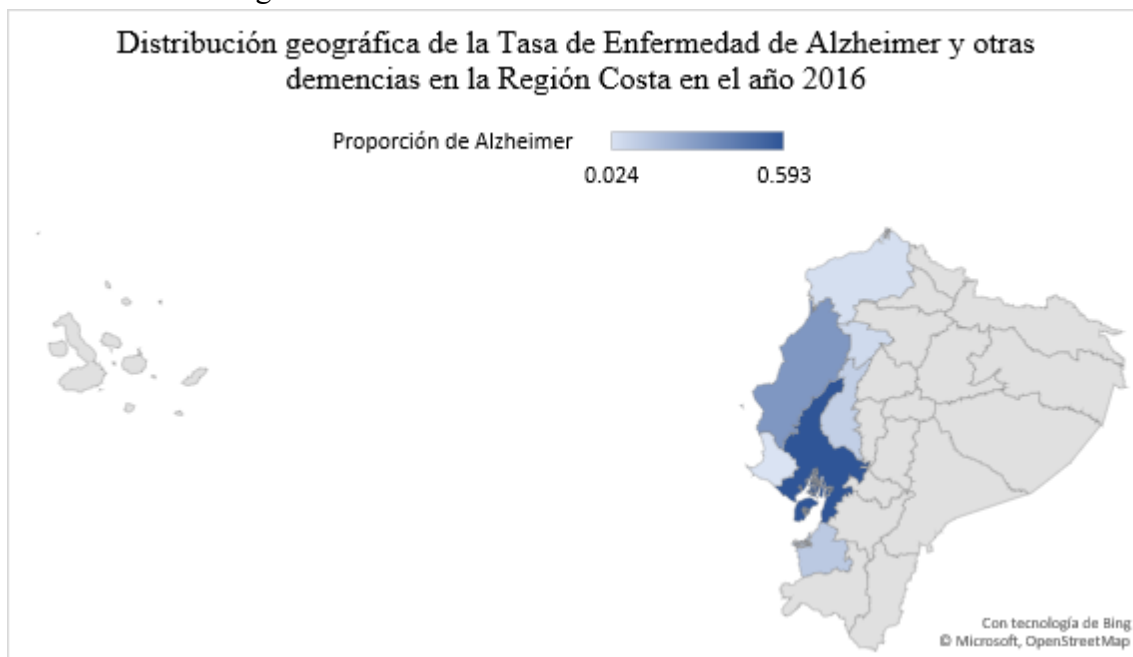 Distribución geográfica de la Tasa de Enfermedad de Alzheimer y otras
demencias en la Región Costa en el año 2016
Proporción de Alzheimer
0.024 0.593
Con tecnología de Bing
© Microsoft, OpenStreetMap